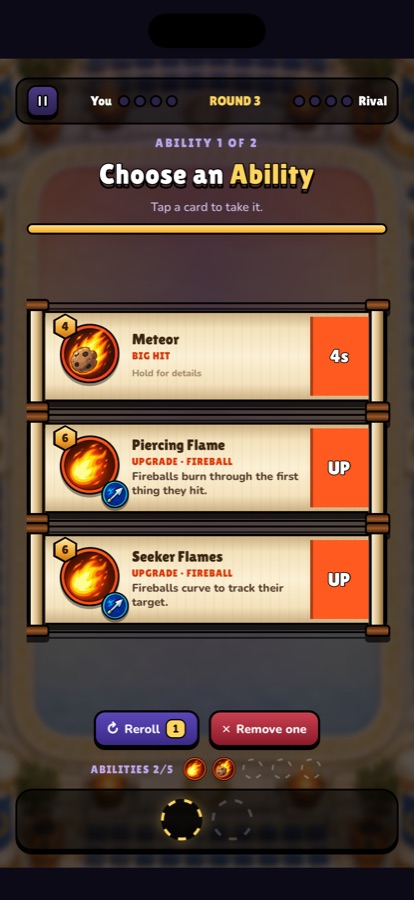 You
ROUND 3
Rival
ABILITY 1 OF 2
Choose an Ability
Tap a card to take it.
4
Meteor
BIG HIT
Hold for details
4s
6
Piercing Flame
UPGRADE · FIREBALL
Fireballs burn through the first
thing they hit.
UP
6
Seeker Flames
UPGRADE · FIREBALL
Fireballs curve to track their
target.
UP
Reroll 1
× Remove one
ABILITIES 2/5